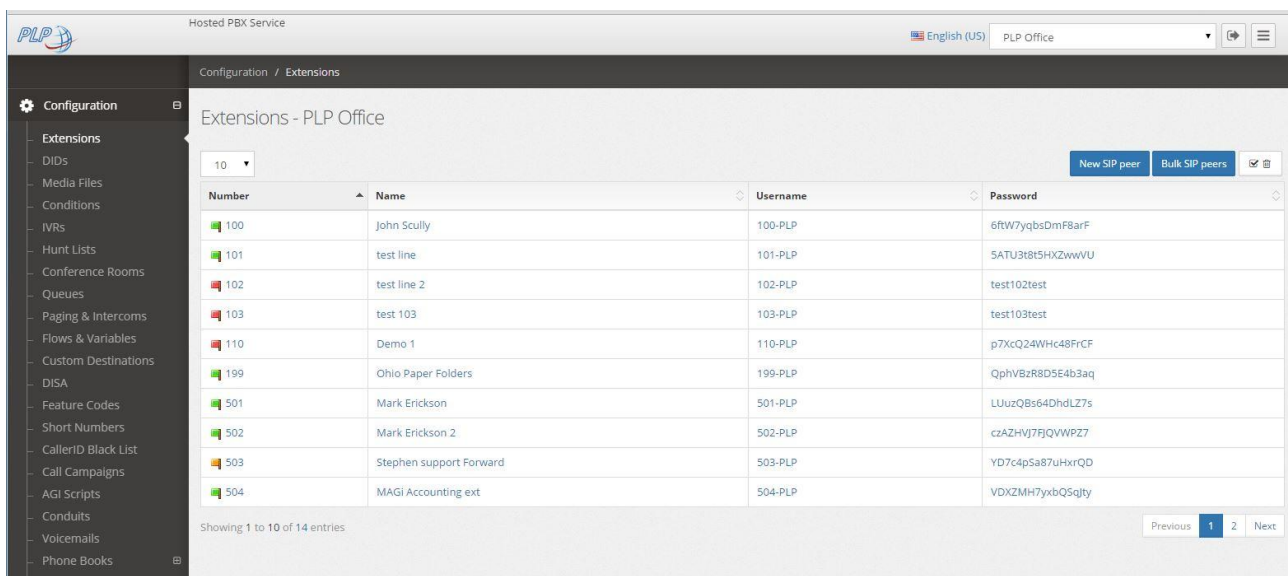 PLP
Hosted PBX Service
English (US)
PLP Office
Configuration / Extensions
Configuration
Extensions
DIDs
Media Files
Conditions
IVRs
Hunt Lists
Conference Rooms
Queues
Paging & Intercoms
Flows & Variables
Custom Destinations
DISA
Feature Codes
Short Numbers
CallerID Black List
Call Campaigns
AGI Scripts
Conduits
Voicemails
Phone Books
Extensions - PLP Office
10
New SIP peer
Bulk SIP peers
Number Name Username Password
100 John Scully 100-PLP 6ftW7yqbsDmF8arF
101 test line 101-PLP 5ATU3t8t5HXZwwVU
102 test line 2 102-PLP test102test
103 test 103 103-PLP test103test
110 Demo 1 110-PLP p7XcQ24WHc48FrCF
199 Ohio Paper Folders 199-PLP QphVBzR8D5E4b3aq
501 Mark Erickson 501-PLP LUuzQBs64DhdLZ7s
502 Mark Erickson 2 502-PLP czAZHVJ7FJQVWPZ7
503 Stephen support Forward 503-PLP YD7c4pSa87uHxrQD
504 MAGi Accounting ext 504-PLP VDXZMH7yxbQSqJty
Showing 1 to 10 of 14 entries
Previous 1 2 Next